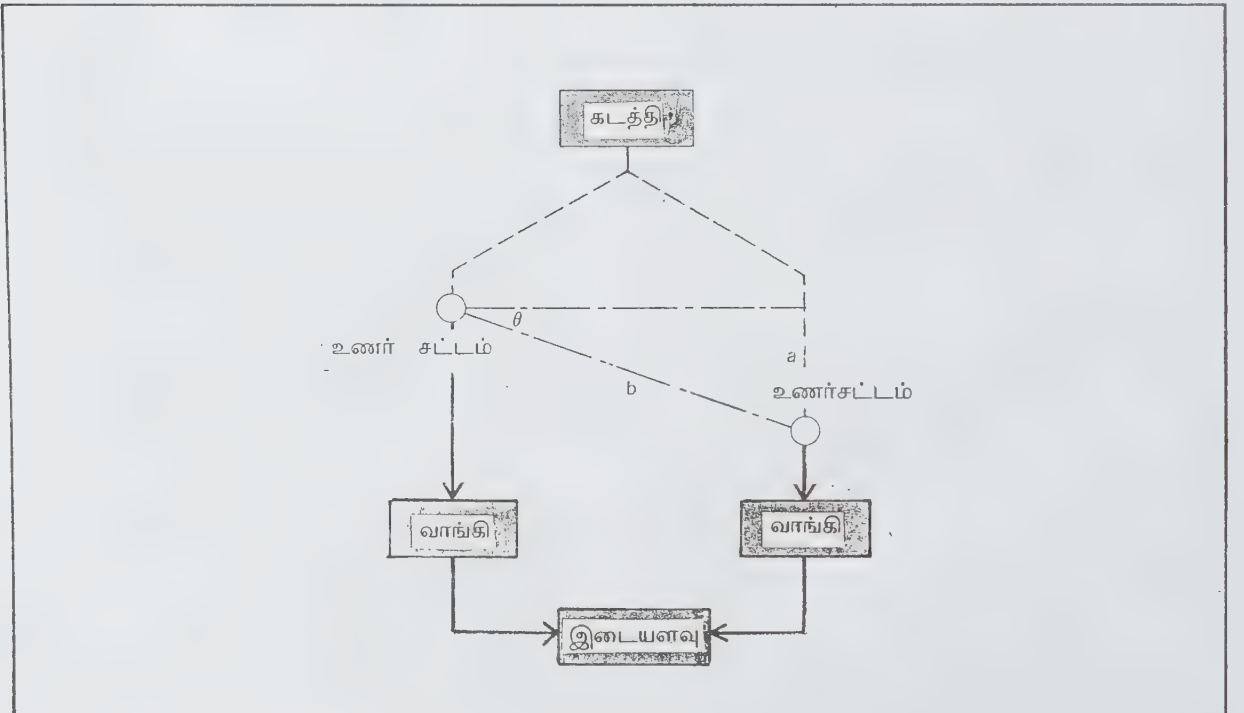 கடத்தி
θ
உணர் சட்டம்
a
b
உணர்சட்டம்
வாங்கி
வாங்கி
இடையளவு